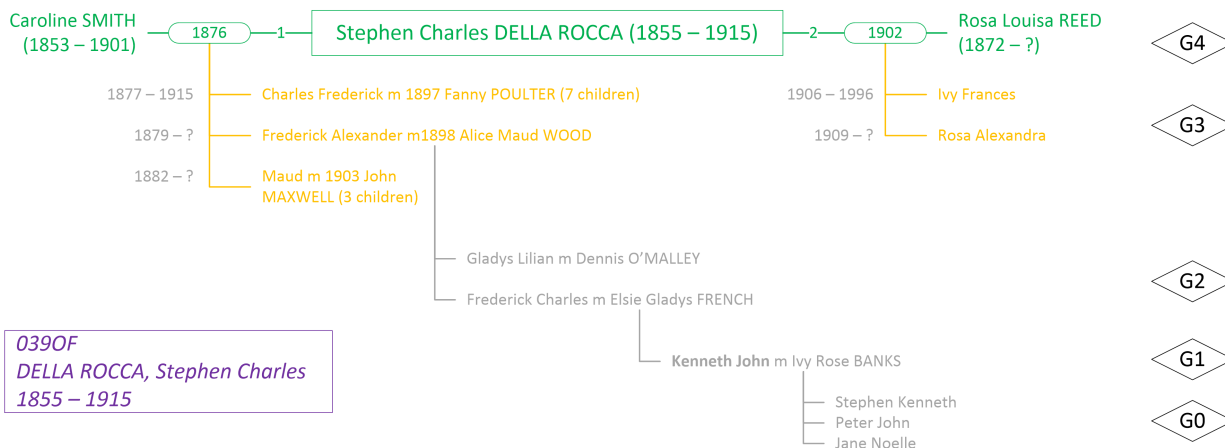 Caroline SMITH
(1853 – 1901)
1876
1
Stephen Charles DELLA ROCCA (1855 – 1915)
2
1902
Rosa Louisa REED
(1872 – ?)
G4
1877 – 1915
Charles Frederick m 1897 Fanny POULTER (7 children)
1906 – 1996
Ivy Frances
G3
1879 – ?
Frederick Alexander m1898 Alice Maud WOOD
1909 – ?
Rosa Alexandra
1882 – ?
Maud m 1903 John
MAXWELL (3 children)
Gladys Lilian m Dennis O’MALLEY
G2
Frederick Charles m Elsie Gladys FRENCH
039OF
DELLA ROCCA, Stephen Charles
1855 – 1915
Kenneth John m Ivy Rose BANKS
G1
Stephen Kenneth
Peter John
Jane Noelle
G0